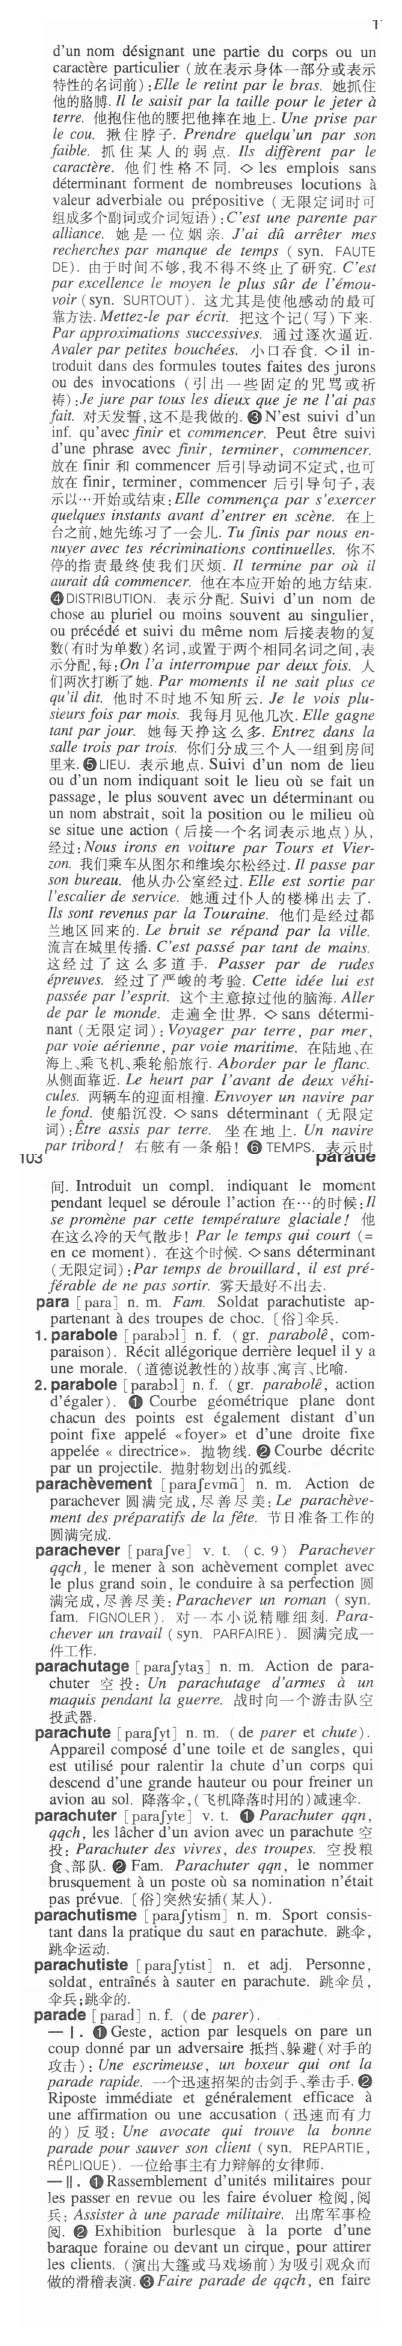 d'un nom désignant une partie du corps ou un
caractère particulier (放在表示身体一部分或表示
特性的名词前):Elle le retint par le bras. 她抓住
他的胳膊. Il le saisit par la taille pour le jeter à
terre. 他抱住他的腰把他摔在地上. Une prise par
le cou. 揪住脖子. Prendre quelqu'un par son
faible. 抓住某人的弱点. Ils diffèrent par le
caractère. 他们性格不同. ◇ les emplois sans
déterminant forment de nombreuses locutions à
valeur adverbiale ou prépositive (无限定词时可
组成多个副词或介词短语):C'est une parente par
alliance. 她是一位姻亲. J'ai dû arrêter mes
recherches par manque de temps (syn. FAUTE
DE). 由于时间不够,我不得不终止了研究. C'est
par excellence le moyen le plus sûr de l'émou-
voir (syn. SURTOUT). 这尤其是使他感动的最可
靠方法. Mettez-le par écrit. 把这个记(写)下来.
Par approximations successives. 通过逐次逼近.
Avaler par petites bouchées. 小口吞食. ◇il in-
troduit dans des formules toutes faites des jurons
ou des invocations (引出一些固定的咒骂或祈
祷):Je jure par tous les dieux que je ne l'ai pas
fait. 对天发誓,这不是我做的. ❸N'est suivi d'un
inf. qu'avec finir et commencer. Peut être suivi
d'une phrase avec finir, terminer, commencer.
放在 finir 和 commencer 后引导动词不定式,也可
放在 finir, terminer, commencer 后引导句子,表
示以…开始或结束:Elle commença par s'exercer
quelques instants avant d'entrer en scène. 在上
台之前,她先练习了一会儿. Tu finis par nous en-
nuyer avec tes récriminations continuelles. 你不
停的指责最终使我们厌烦. Il termine par où il
aurait dû commencer. 他在本应开始的地方结束.
❹DISTRIBUTION. 表示分配. Suivi d'un nom de
chose au pluriel ou moins souvent au singulier,
ou précédé et suivi du même nom 后接表物的复
数(有时为单数)名词,或置于两个相同名词之间,表
示分配,每:On l'a interrompue par deux fois. 人
们两次打断了她. Par moments il ne sait plus ce
qu'il dit. 他时不时地不知所云. Je le vois plu-
sieurs fois par mois. 我每月见他几次. Elle gagne
tant par jour. 她每天挣这么多. Entrez dans la
salle trois par trois. 你们分成三个人一组到房间
里来. ❺LIEU. 表示地点. Suivi d'un nom de lieu
ou d'un nom indiquant soit le lieu où se fait un
passage, le plus souvent avec un déterminant ou
un nom abstrait, soit la position ou le milieu où
se situe une action (后接一个名词表示地点)从,
经过:Nous irons en voiture par Tours et Vier-
zon. 我们乘车从图尔和维埃尔松经过. Il passe par
son bureau. 他从办公室经过. Elle est sortie par
l'escalier de service. 她通过仆人的楼梯出去了.
Ils sont revenus par la Touraine. 他们是经过都
兰地区回来的. Le bruit se répand par la ville.
流言在城里传播. C'est passé par tant de mains.
这经过了这么多道手. Passer par de rudes
épreuves. 经过了严峻的考验. Cette idée lui est
passée par l'esprit. 这个主意掠过他的脑海. Aller
de par le monde. 走遍全世界. ◇ sans détermi-
nant (无限定词): Voyager par terre, par mer,
par voie aérienne, par voie maritime. 在陆地、在
海上、乘飞机、乘轮船旅行. Aborder par le flanc.
从侧面靠近. Le heurt par l'avant de deux véhi-
cules. 两辆车的迎面相撞. Envoyer un navire par
le fond. 使船沉没. ◇ sans déterminant (无限定
词):Être assis par terre. 坐在地上. Un navire
par tribord! 右舷有一条船! ❻ TEMPS. 表示时
103 parade
间. Introduit un compl. indiquant le moment
pendant lequel se déroule l'action 在…的时候:Il
se promène par cette température glaciale! 他
在这么冷的天气散步! Par le temps qui court (=
en ce moment). 在这个时候. ◇sans déterminant
(无限定词):Par temps de brouillard, il est pré-
férable de ne pas sortir. 雾天最好不出去.
para [para] n. m. Fam. Soldat parachutiste ap-
partenant à des troupes de choc. [俗]伞兵.
1. parabole [parabɔl] n. f. (gr. parabolê, com-
paraison). Récit allégorique derrière lequel il y a
une morale. (道德说教性的)故事、寓言、比喻.
2. parabole [parabɔl] n. f. (gr. parabolê, action
d'égaler). ❶ Courbe géométrique plane dont
chacun des points est également distant d'un
point fixe appelé «foyer» et d'une droite fixe
appelée « directrice». 抛物线. ❷ Courbe décrite
par un projectile. 抛射物划出的弧线.
parachèvement [paraʃɛvmɑ̃] n. m. Action de
parachever 圆满完成,尽善尽美: Le parachève-
ment des préparatifs de la fête. 节日准备工作的
圆满完成.
parachever [paraʃve] v. t. (c. 9) Parachever
qqch, le mener à son achèvement complet avec
le plus grand soin, le conduire à sa perfection 圆
满完成,尽善尽美: Parachever un roman (syn.
fam. FIGNOLER). 对一本小说精雕细刻. Para-
chever un travail (syn. PARFAIRE). 圆满完成一
件工作.
parachutage [paraʃytaʒ] n. m. Action de para-
chuter 空投: Un parachutage d'armes à un
maquis pendant la guerre. 战时向一个游击队空
投武器.
parachute [paraʃyt] n. m. (de parer et chute).
Appareil composé d'une toile et de sangles, qui
est utilisé pour ralentir la chute d'un corps qui
descend d'une grande hauteur ou pour freiner un
avion au sol. 降落伞,(飞机降落时用的)减速伞.
parachuter [paraʃyte] v. t. ❶ Parachuter qqn,
qqch, les lâcher d'un avion avec un parachute 空
投: Parachuter des vivres, des troupes. 空投粮
食、部队. ❷ Fam. Parachuter qqn, le nommer
brusquement à un poste où sa nomination n'était
pas prévue. [俗]突然安插(某人).
parachutisme [paraʃytism] n. m. Sport consis-
tant dans la pratique du saut en parachute. 跳伞,
跳伞运动.
parachutiste [paraʃytist] n. et adj. Personne,
soldat, entraînés à sauter en parachute. 跳伞员,
伞兵;跳伞的.
parade [parad] n. f. (de parer).
— I. ❶ Geste, action par lesquels on pare un
coup donné par un adversaire 抵挡、躲避(对手的
攻击): Une escrimeuse, un boxeur qui ont la
parade rapide. 一个迅速招架的击剑手、拳击手. ❷
Riposte immédiate et généralement efficace à
une affirmation ou une accusation (迅速而有力
的)反驳: Une avocate qui trouve la bonne
parade pour sauver son client (syn. REPARTIE,
RÉPLIQUE). 一位给事主有力辩解的女律师.
— II. ❶ Rassemblement d'unités militaires pour
les passer en revue ou les faire évoluer 检阅,阅
兵: Assister à une parade militaire. 出席军事检
阅. ❷ Exhibition burlesque à la porte d'une
baraque foraine ou devant un cirque, pour attirer
les clients. (演出大篷或马戏场前)为吸引观众而
做的滑稽表演. ❸ Faire parade de qqch, en faire